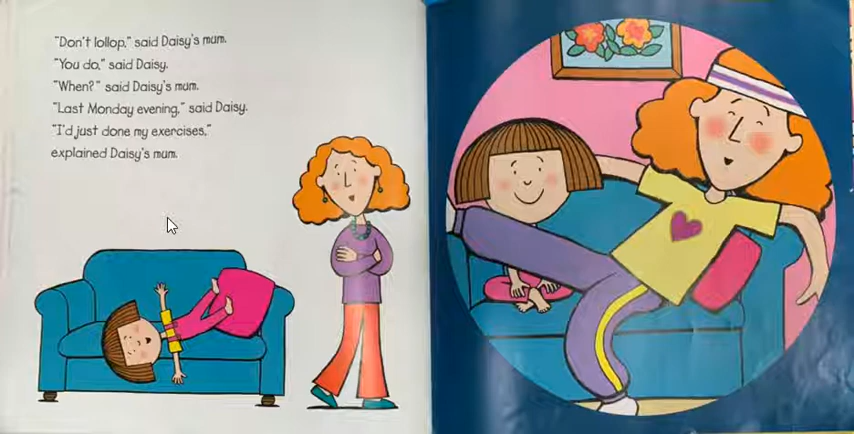 "Don't lollop," said Daisy's mum.
"You do," said Daisy.
"When?" said Daisy's mum.
"Last Monday evening," said Daisy.
"I'd just done my exercises,"
explained Daisy's mum.